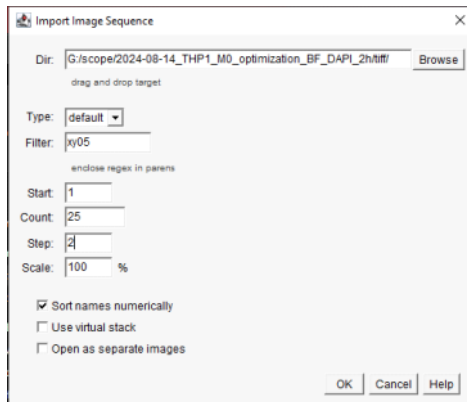 Import Image Sequence
Dir: G:/scope/2024-08-14_THP1_M0_optimization_BF_DAPI_2h/tiff/ Browse
drag and drop target
Type: default
Filter: xy05
enclose regex in parens
Start: 1
Count: 25
Step: 2
Scale: 100 %
Sort names numerically
Use virtual stack
Open as separate images
OK Cancel Help